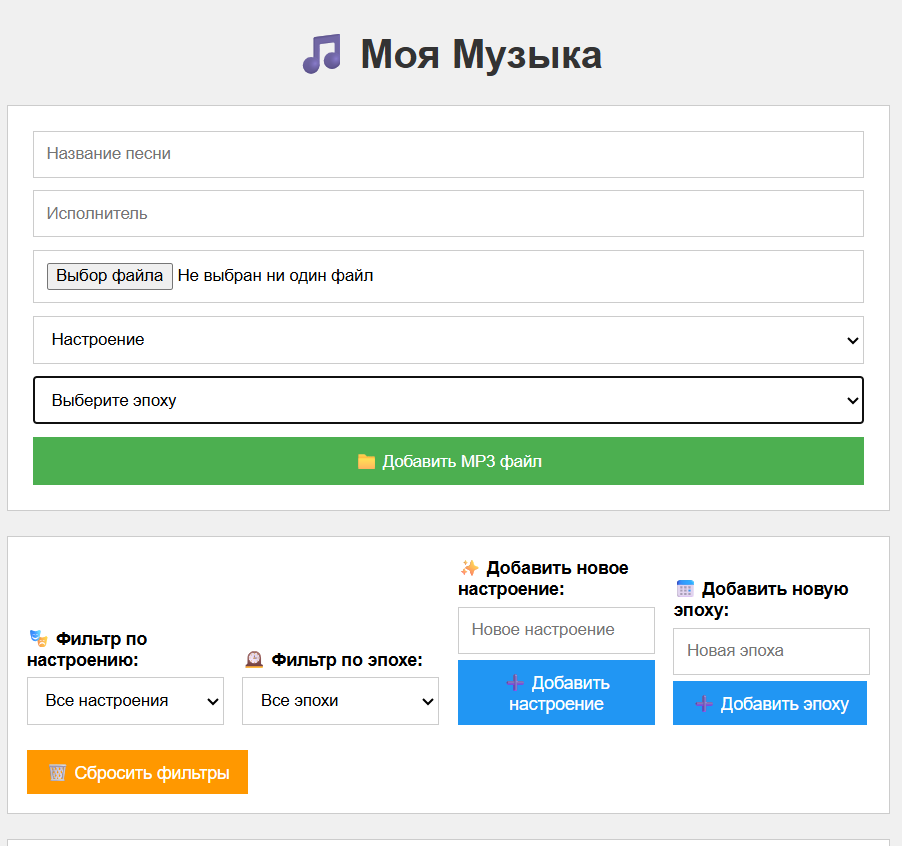 Моя Музыка
Название песни
Исполнитель
Выбор файла Не выбран ни один файл
Настроение
Выберите эпоху
Добавить MP3 файл
Фильтр по
настроению:
Все настроения
Фильтр по эпохе:
Все эпохи
Добавить новое
настроение:
Новое настроение
Добавить
настроение
Добавить новую
эпоху:
Новая эпоха
Добавить эпоху
Сбросить фильтры